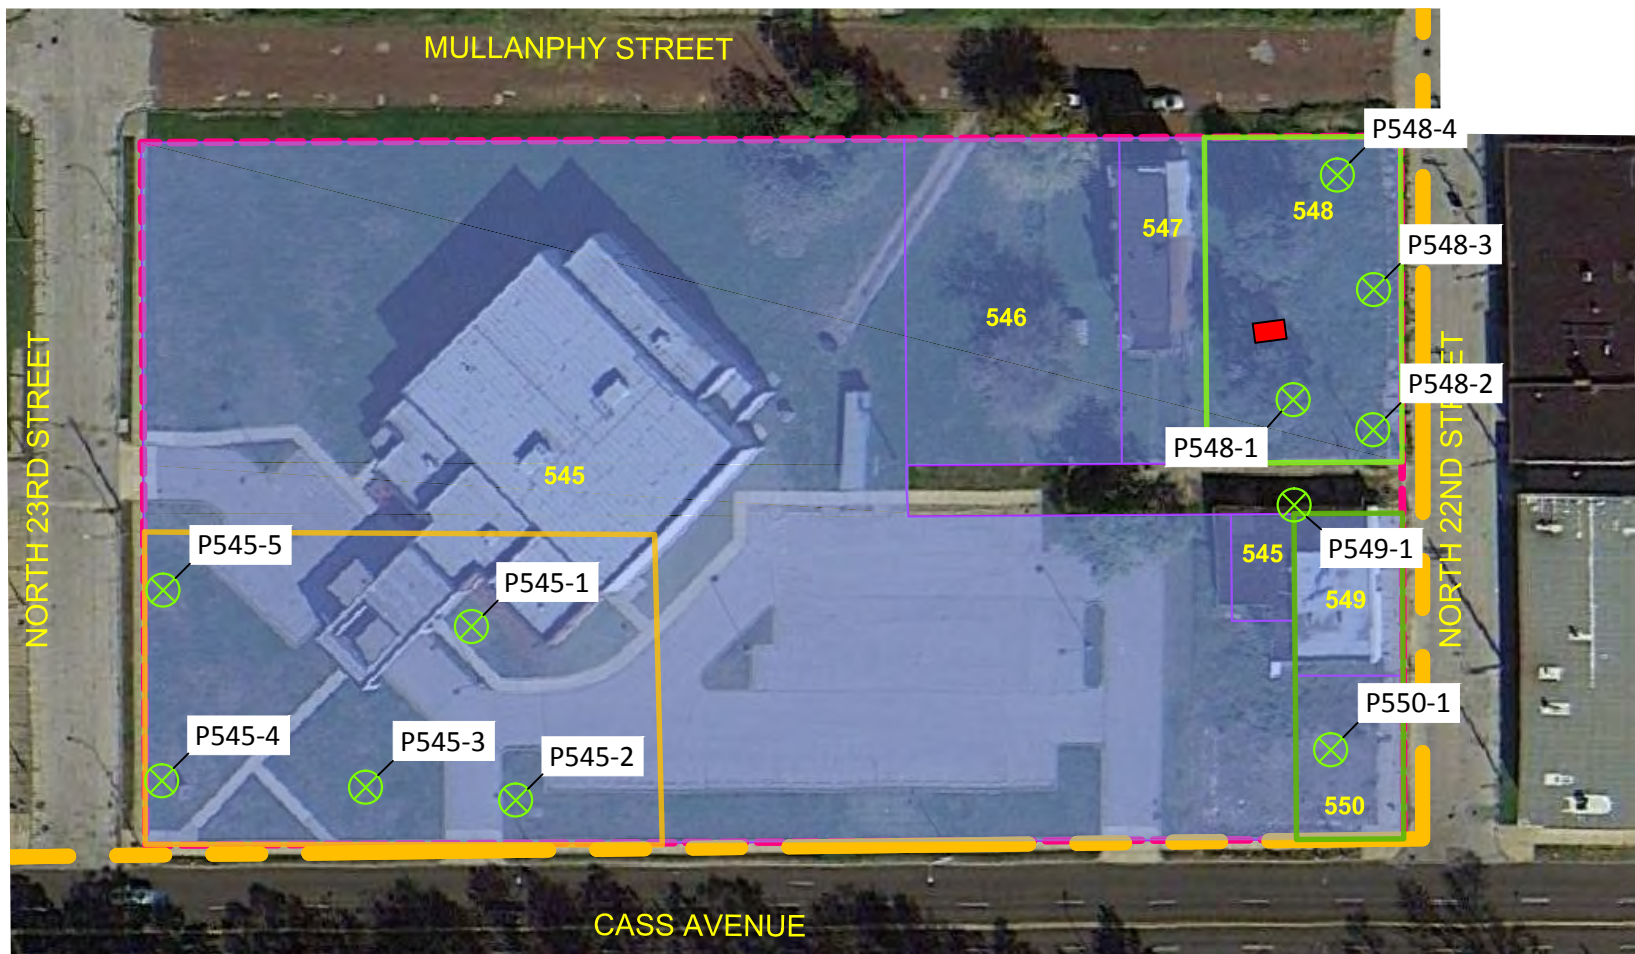 MULLANPHY STREET
P548-4
548
547
P548-3
546
NORTH 23RD STREET
NORTH 22ND STREET
P548-2
P548-1
545
P545-5
P549-1
545
P545-1
549
P550-1
P545-4
P545-3
P545-2
550
CASS AVENUE